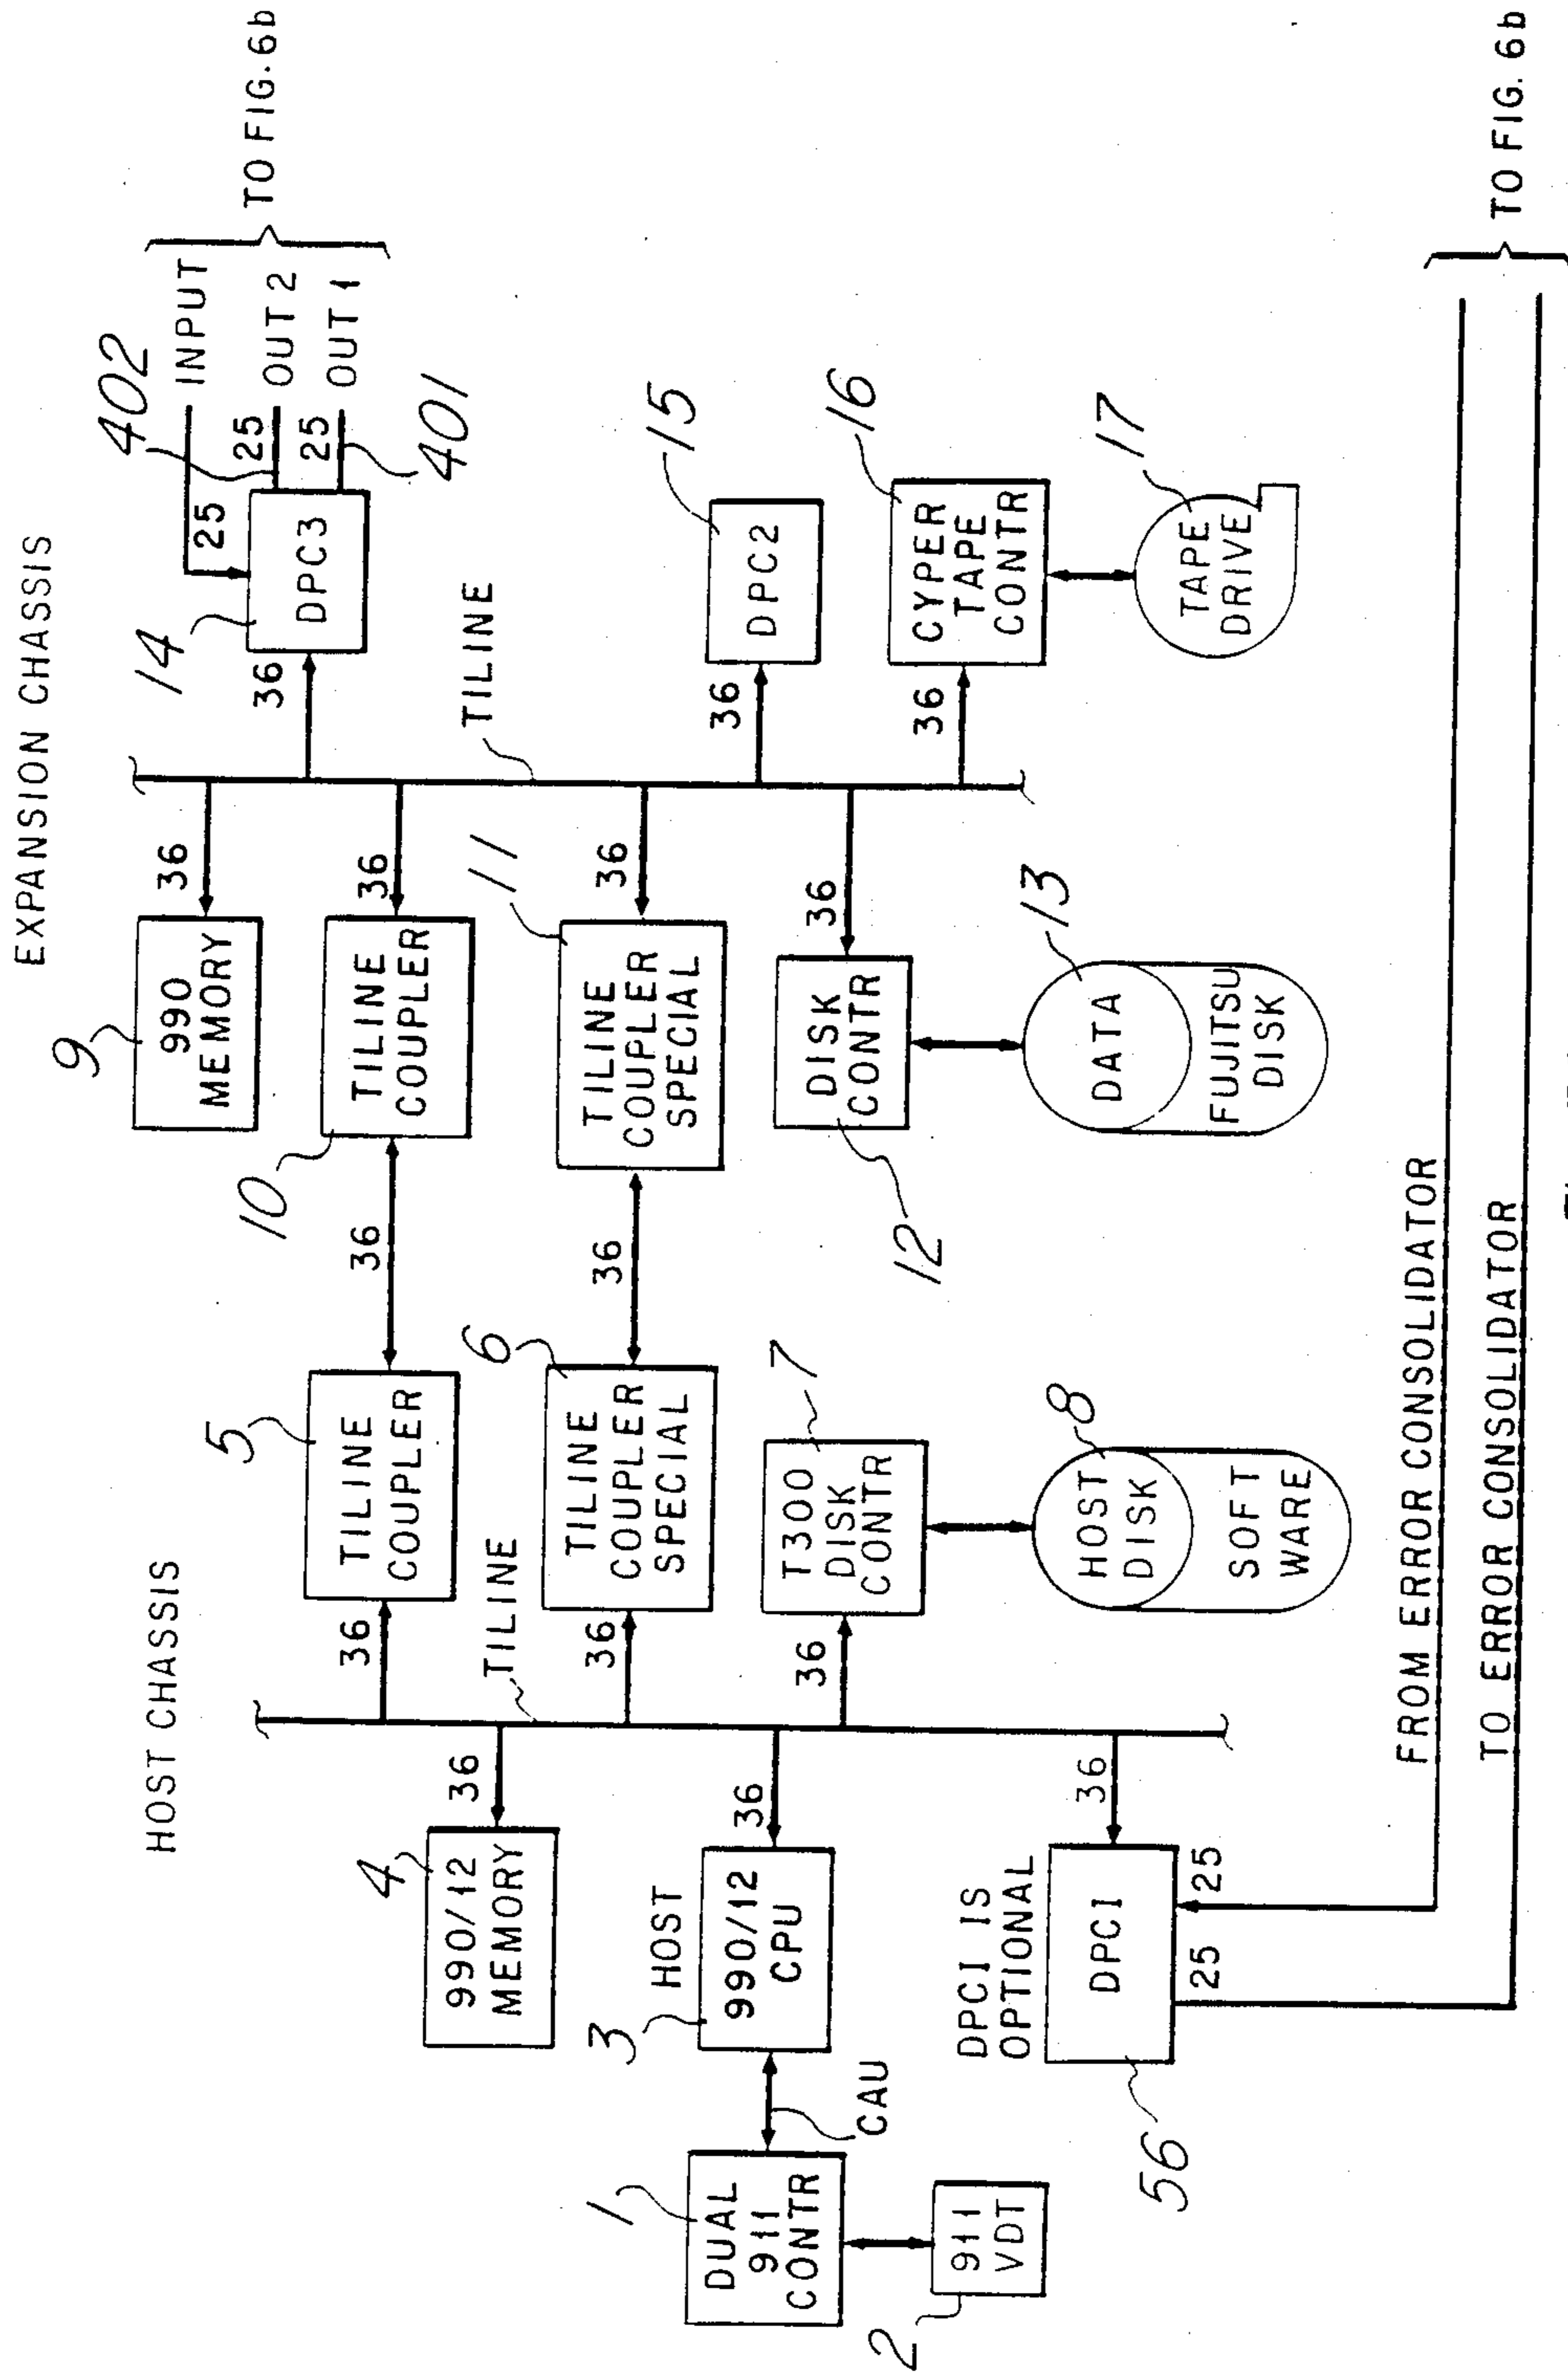 HOST CHASSIS
EXPANSION CHASSIS
1
DUAL
911
CONTR
2
911
VDT
CAU
3
HOST
990/12
CPU
36
4
990/12
MEMORY
36
DPCI IS
OPTIONAL
DPCI
56
36
25
25
TILINE
5
TILINE
COUPLER
36
36
6
TILINE
COUPLER
SPECIAL
36
36
7
T300
DISK
CONTR
36
8
HOST
DISK
SOFT
WARE
9
990
MEMORY
36
10
TILINE
COUPLER
36
11
TILINE
COUPLER
SPECIAL
36
12
DISK
CONTR
36
13
DATA
FUJITSU
DISK
TILINE
14
DPC3
36
25
INPUT
402
25
OUT 2
25
OUT 1
401
TO FIG. 6b
15
DPC2
36
16
CYPER
TAPE
CONTR
36
17
TAPE
DRIVE
FROM ERROR CONSOLIDATOR
TO ERROR CONSOLIDATOR
TO FIG. 6b